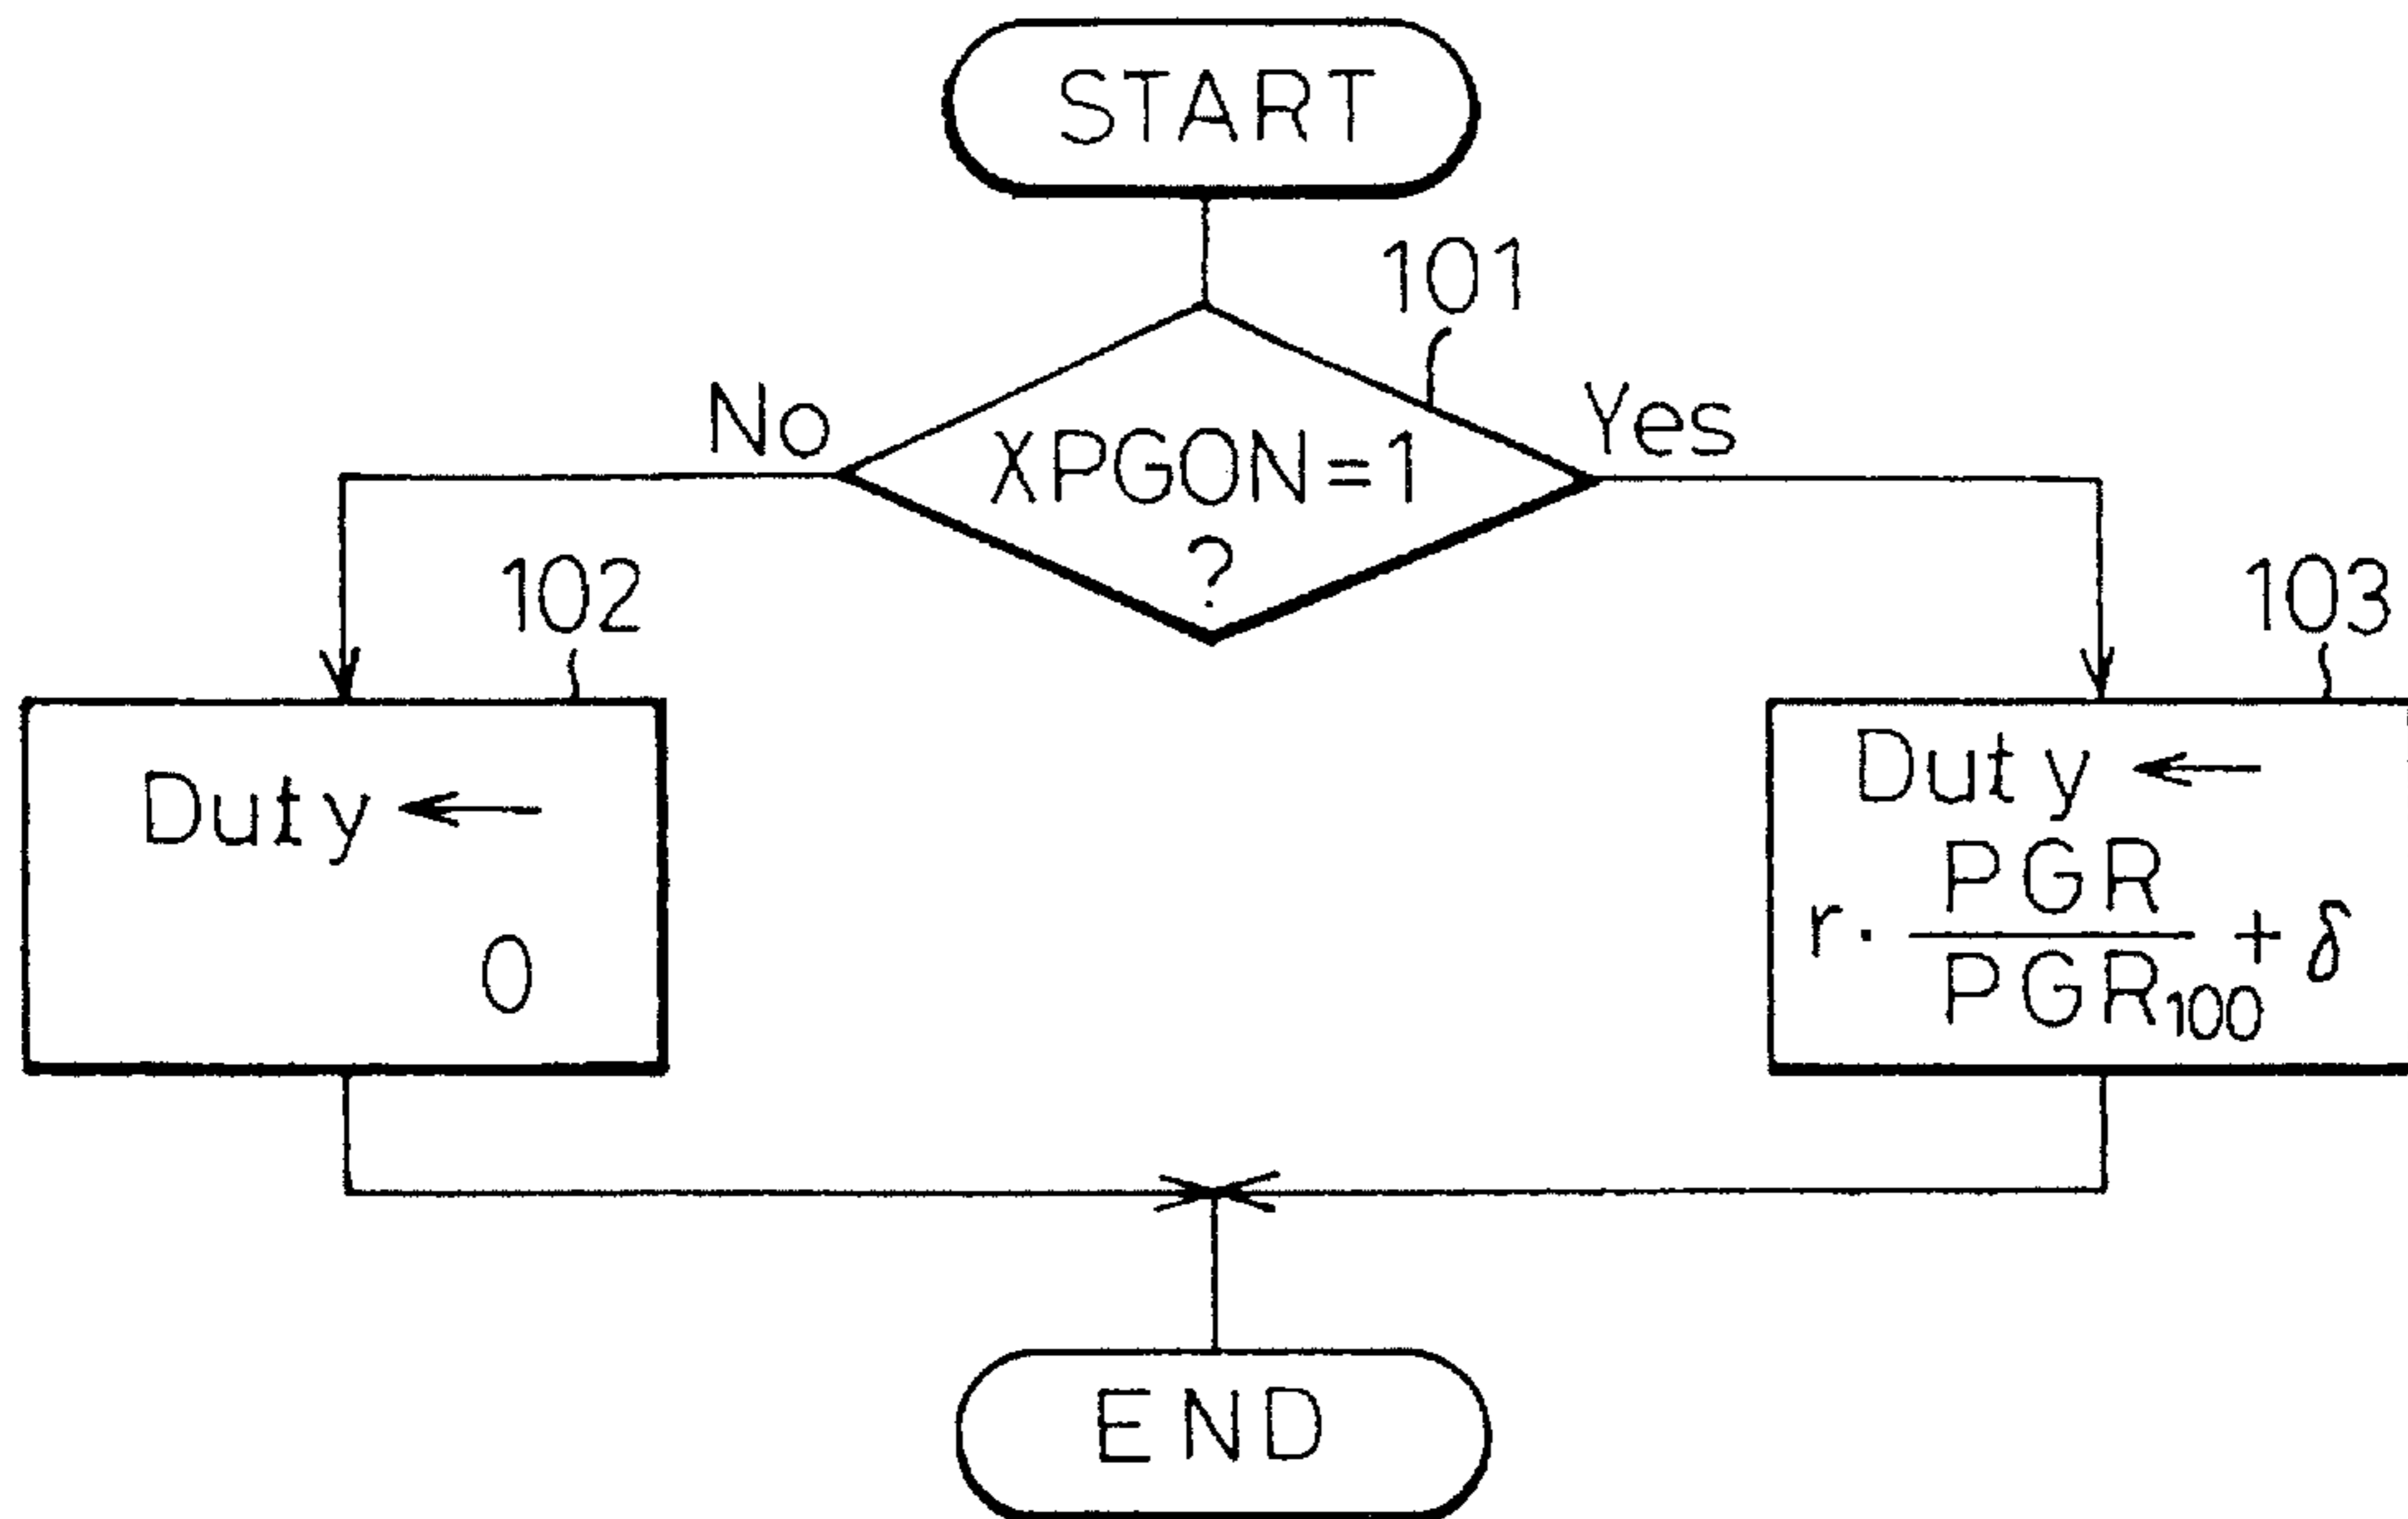 START
101
No
Yes
XPGON=1
?
102
103
Duty ←
0
Duty ←
r· PGR/PGR₁₀₀ + δ
END